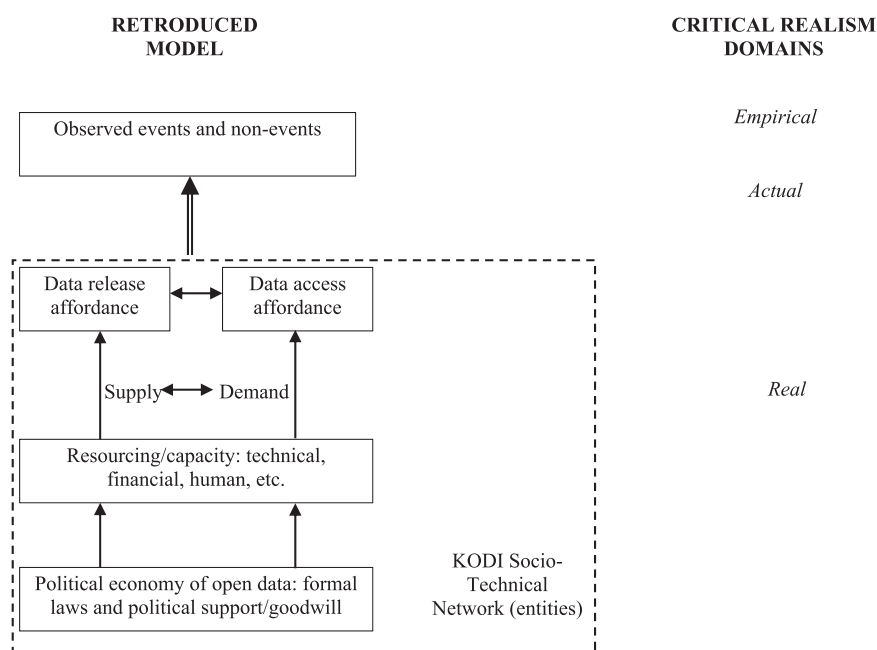 RETRODUCED
MODEL
CRITICAL REALISM
DOMAINS
Observed events and non-events
Empirical
Actual
Data release
affordance
Data access
affordance
Supply
Demand
Real
Resourcing/capacity: technical,
financial, human, etc.
Political economy of open data: formal
laws and political support/goodwill
KODI Socio-
Technical
Network (entities)